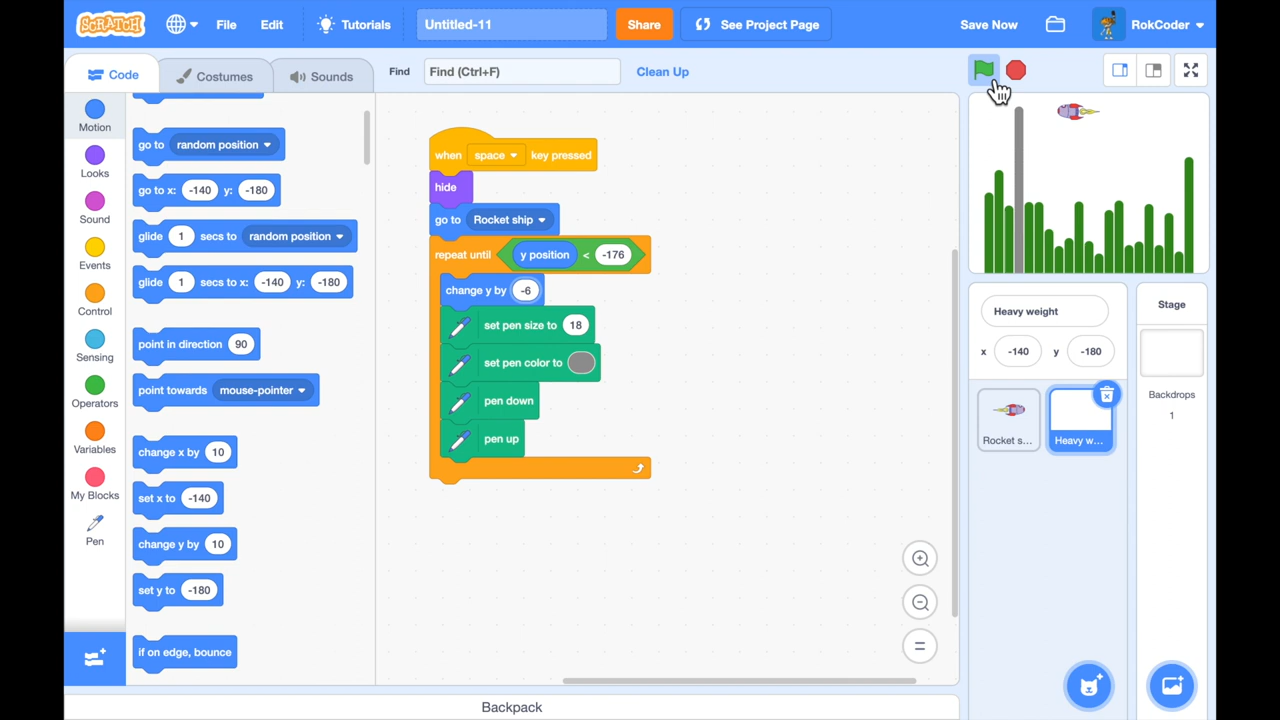 SCRATCH
File
Edit
Tutorials
Untitled-11
Share
See Project Page
Save Now
RokCoder
Code
Costumes
Sounds
Find
Find (Ctrl+F)
Clean Up
Motion
Looks
Sound
Events
Control
Sensing
Operators
Variables
My Blocks
Pen
go to random position
go to x: -140 y: -180
glide 1 secs to random position
glide 1 secs to x: -140 y: -180
point in direction 90
point towards mouse-pointer
change x by 10
set x to -140
change y by 10
set y to -180
if on edge, bounce
when space key pressed
hide
go to Rocket ship
repeat until y position < -176
change y by -6
set pen size to 18
set pen color to
pen down
pen up
Heavy weight
x -140 y -180
Rocket s...
Heavy w...
Stage
Backdrops
1
Backpack